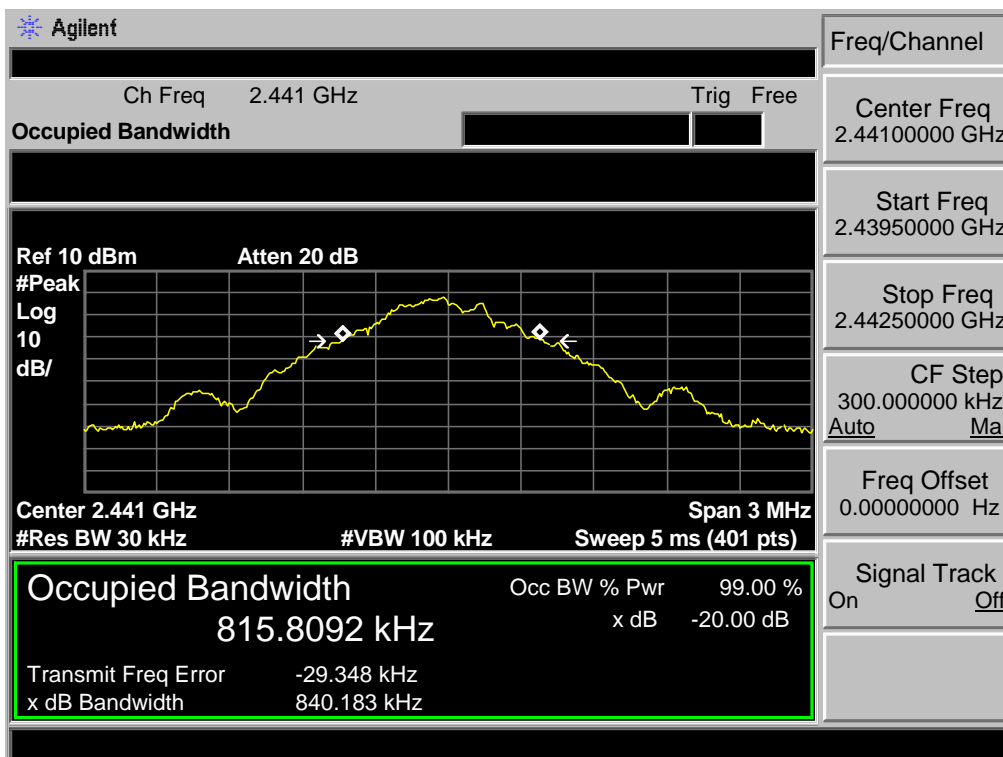 Agilent
Freq/Channel
Ch Freq 2.441 GHz Trig Free
Occupied Bandwidth
Center Freq
2.44100000 GHz
Start Freq
2.43950000 GHz
Stop Freq
2.44250000 GHz
CF Step
300.000000 kHz
Auto Ma
Freq Offset
0.00000000 Hz
Signal Track
On Off
Ref 10 dBm Atten 20 dB
#Peak
Log
10
dB/
Center 2.441 GHz Span 3 MHz
#Res BW 30 kHz #VBW 100 kHz Sweep 5 ms (401 pts)
Occupied Bandwidth
815.8092 kHz
Occ BW % Pwr 99.00 %
x dB -20.00 dB
Transmit Freq Error -29.348 kHz
x dB Bandwidth 840.183 kHz